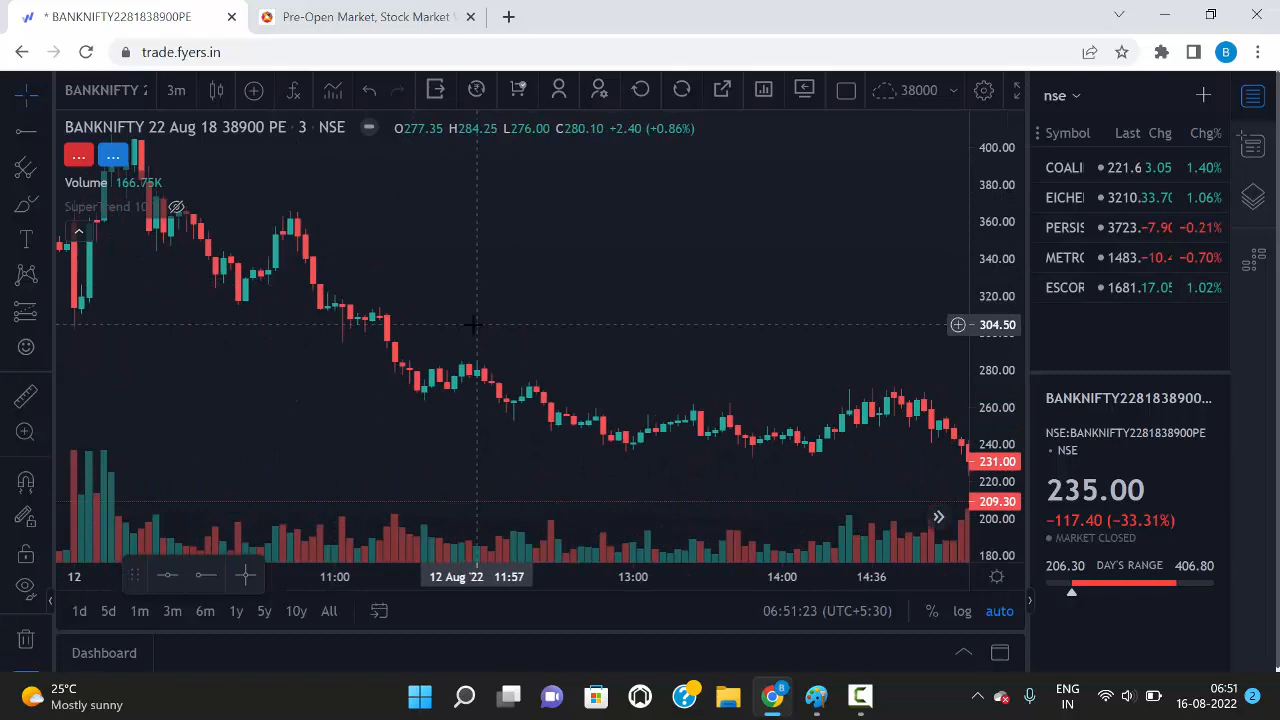 * BANKNIFTY2281838900PE
Pre-Open Market, Stock Market
trade.fyers.in
B
BANKNIFTY 2
3m
38000
nse
BANKNIFTY 22 Aug 18 38900 PE · 3 · NSE
O277.35 H284.25 L276.00 C280.10 +2.40 (+0.86%)
... ...
Volume 166.75K
SuperTrend 10
400.00
380.00
360.00
340.00
320.00
304.50
280.00
260.00
240.00
231.00
220.00
209.30
200.00
180.00
12
11:00
12 Aug '22 11:57
13:00
14:00
14:36
1d 5d 1m 3m 6m 1y 5y 10y All
06:51:23 (UTC+5:30)
% log auto
Dashboard
Symbol Last Chg Chg%
COALI 221.6 3.05 1.40%
EICHE 3210. 33.70 1.06%
PERSIS 3723. −7.90 −0.21%
METRO 1483. −10.4 −0.70%
ESCOR 1681. 17.05 1.02%
BANKNIFTY2281838900...
NSE:BANKNIFTY2281838900PE
• NSE
235.00
−117.40 (−33.31%)
MARKET CLOSED
206.30 DAY'S RANGE 406.80
25°C
Mostly sunny
ENG
IN
06:51
16-08-2022
2